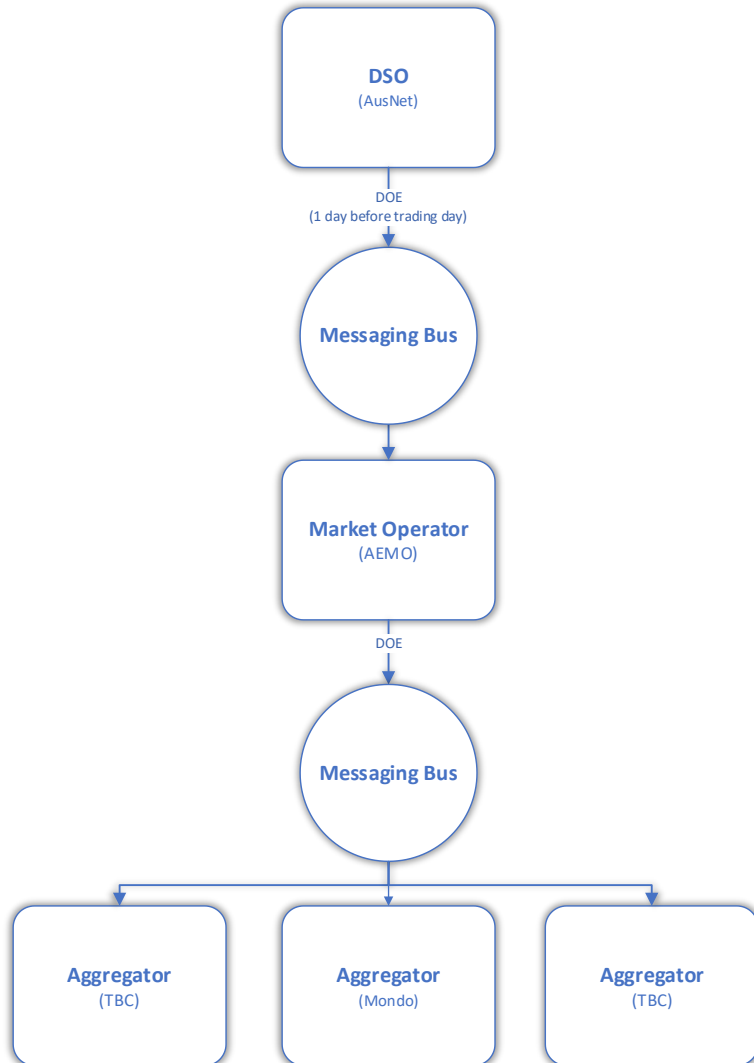 DSO
(AusNet)
DOE
(1 day before trading day)
Messaging Bus
Market Operator
(AEMO)
DOE
Messaging Bus
Aggregator
(TBC)
Aggregator
(Mondo)
Aggregator
(TBC)